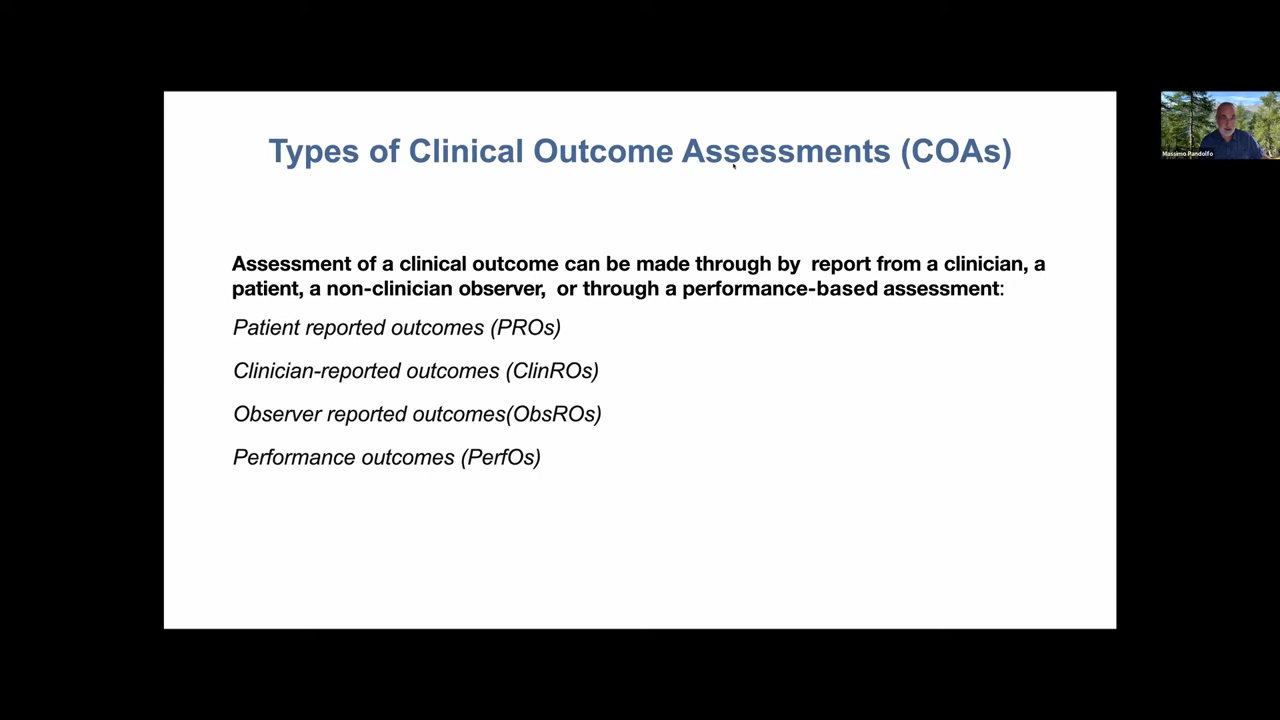 Types of Clinical Outcome Assessments (COAs)
Massimo Pandolfo
Assessment of a clinical outcome can be made through by  report from a clinician, a
patient, a non-clinician observer,  or through a performance-based assessment:
Patient reported outcomes (PROs)
Clinician-reported outcomes (ClinROs)
Observer reported outcomes(ObsROs)
Performance outcomes (PerfOs)